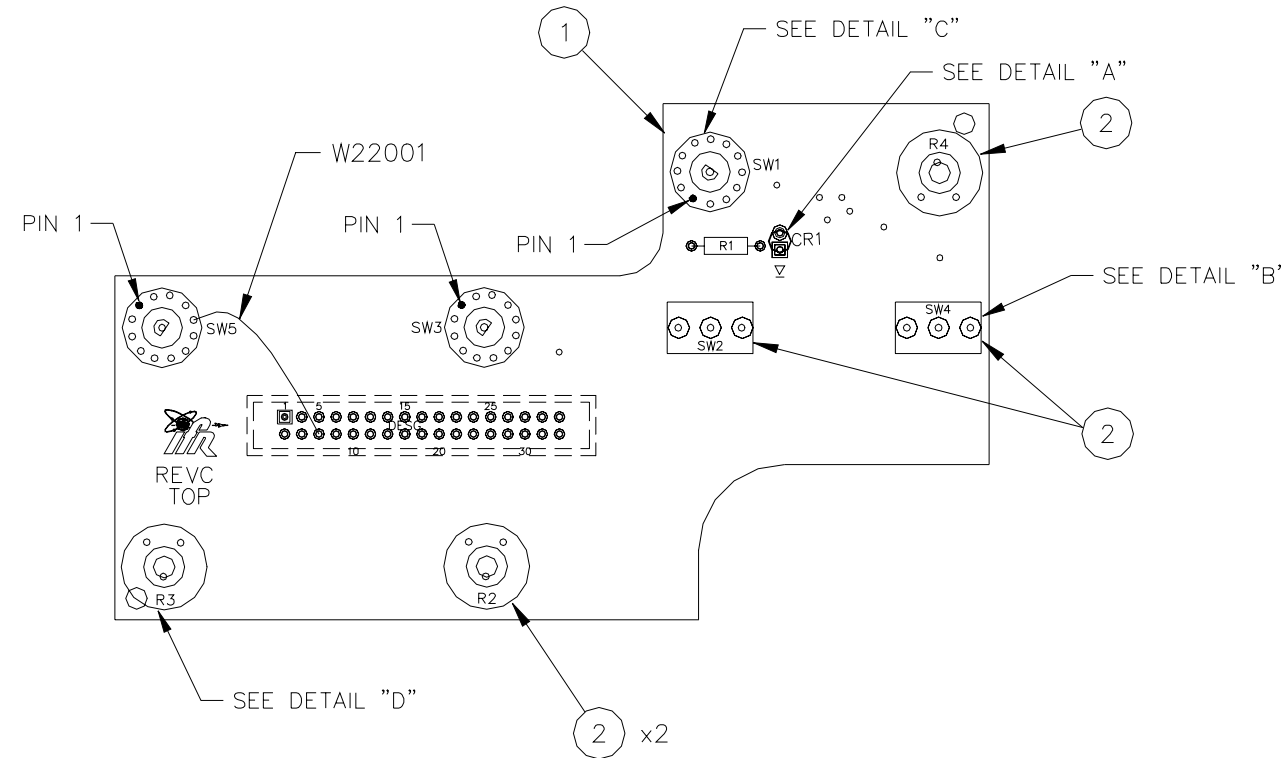 1
SEE DETAIL "C"
SEE DETAIL "A"
2
R4
W22001
SW1
PIN 1
PIN 1
PIN 1
R1
CR1
SEE DETAIL "B"
SW5
SW3
SW2
SW4
1 5 15 25
DESG
10 20 30
2
REVC
TOP
R3
R2
SEE DETAIL "D"
2 x2